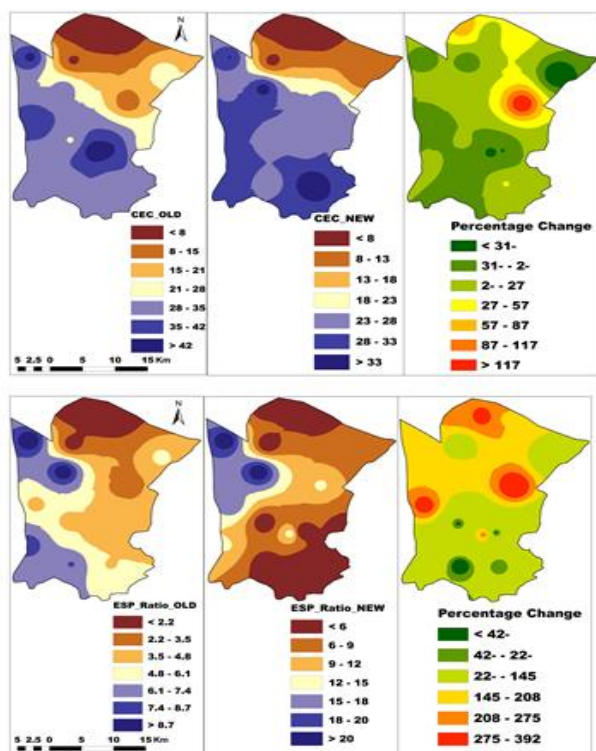 N
CEC_OLD
< 8
8 - 15
15 - 21
21 - 28
28 - 35
35 - 42
> 42
5 2.5 0 5 10 15 Km
CEC_NEW
< 8
8 - 13
13 - 18
18 - 23
23 - 28
28 - 33
> 33
Percentage Change
< 31-
31- - 2-
2- - 27
27 - 57
57 - 87
87 - 117
> 117
N
ESP_Ratio_OLD
< 2.2
2.2 - 3.5
3.5 - 4.8
4.8 - 6.1
6.1 - 7.4
7.4 - 8.7
> 8.7
5 2.5 0 5 10 15 Km
ESP_Ratio_NEW
< 6
6 - 9
9 - 12
12 - 15
15 - 18
18 - 20
> 20
Percentage Change
< 42-
42- - 22-
22- - 145
145 - 208
208 - 275
275 - 392